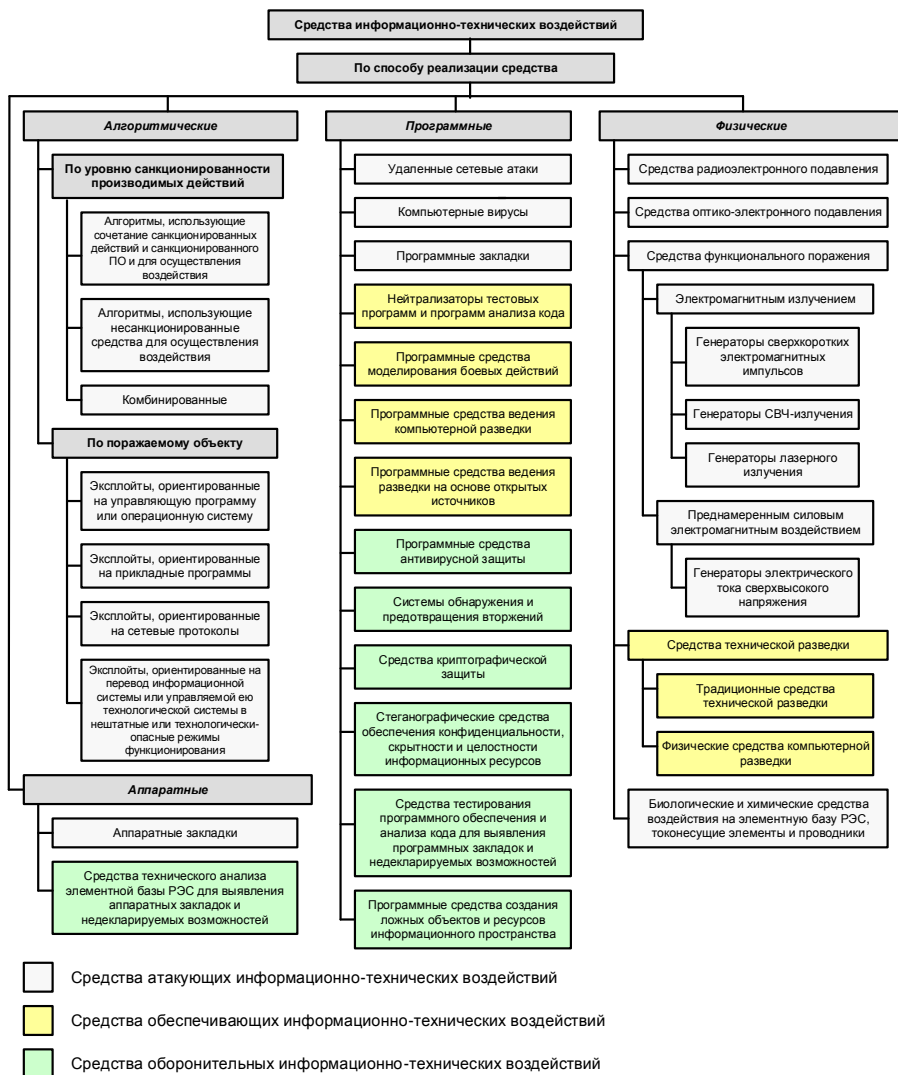 Средства информационно-технических воздействий
По способу реализации средства
Алгоритмические
По уровню санкционированности
производимых действий
Алгоритмы, использующие
сочетание санкционированных
действий и санкционированного
ПО и для осуществления
воздействия
Алгоритмы, использующие
несанкционированные
средства для осуществления
воздействия
Комбинированные
По поражаемому объекту
Эксплойты, ориентированные
на управляющую программу
или операционную систему
Эксплойты, ориентированные
на прикладные программы
Эксплойты, ориентированные
на сетевые протоколы
Эксплойты, ориентированные на
перевод информационной
системы или управляемой ею
технологической системы в
нештатные или технологически-
опасные режимы
функционирования
Аппаратные
Аппаратные закладки
Средства технического анализа
элементной базы РЭС для выявления
аппаратных закладок и
недекларируемых возможностей
Программные
Удаленные сетевые атаки
Компьютерные вирусы
Программные закладки
Нейтрализаторы тестовых
программ и программ анализа кода
Программные средства
моделирования боевых действий
Программные средства ведения
компьютерной разведки
Программные средства ведения
разведки на основе открытых
источников
Программные средства
антивирусной защиты
Системы обнаружения и
предотвращения вторжений
Средства криптографической
защиты
Стеганографические средства
обеспечения конфиденциальности,
скрытности и целостности
информационных ресурсов
Средства тестирования
программного обеспечения и
анализа кода для выявления
программных закладок и
недекларируемых возможностей
Программные средства создания
ложных объектов и ресурсов
информационного пространства
Физические
Средства радиоэлектронного подавления
Средства оптико-электронного подавления
Средства функционального поражения
Электромагнитным излучением
Генераторы сверхкоротких
электромагнитных
импульсов
Генераторы СВЧ-излучения
Генераторы лазерного
излучения
Преднамеренным силовым
электромагнитным воздействием
Генераторы электрического
тока сверхвысокого
напряжения
Средства технической разведки
Традиционные средства
технической разведки
Физические средства компьютерной
разведки
Биологические и химические средства
воздействия на элементную базу РЭС,
токонесущие элементы и проводники
Средства атакующих информационно-технических воздействий
Средства обеспечивающих информационно-технических воздействий
Средства оборонительных информационно-технических воздействий